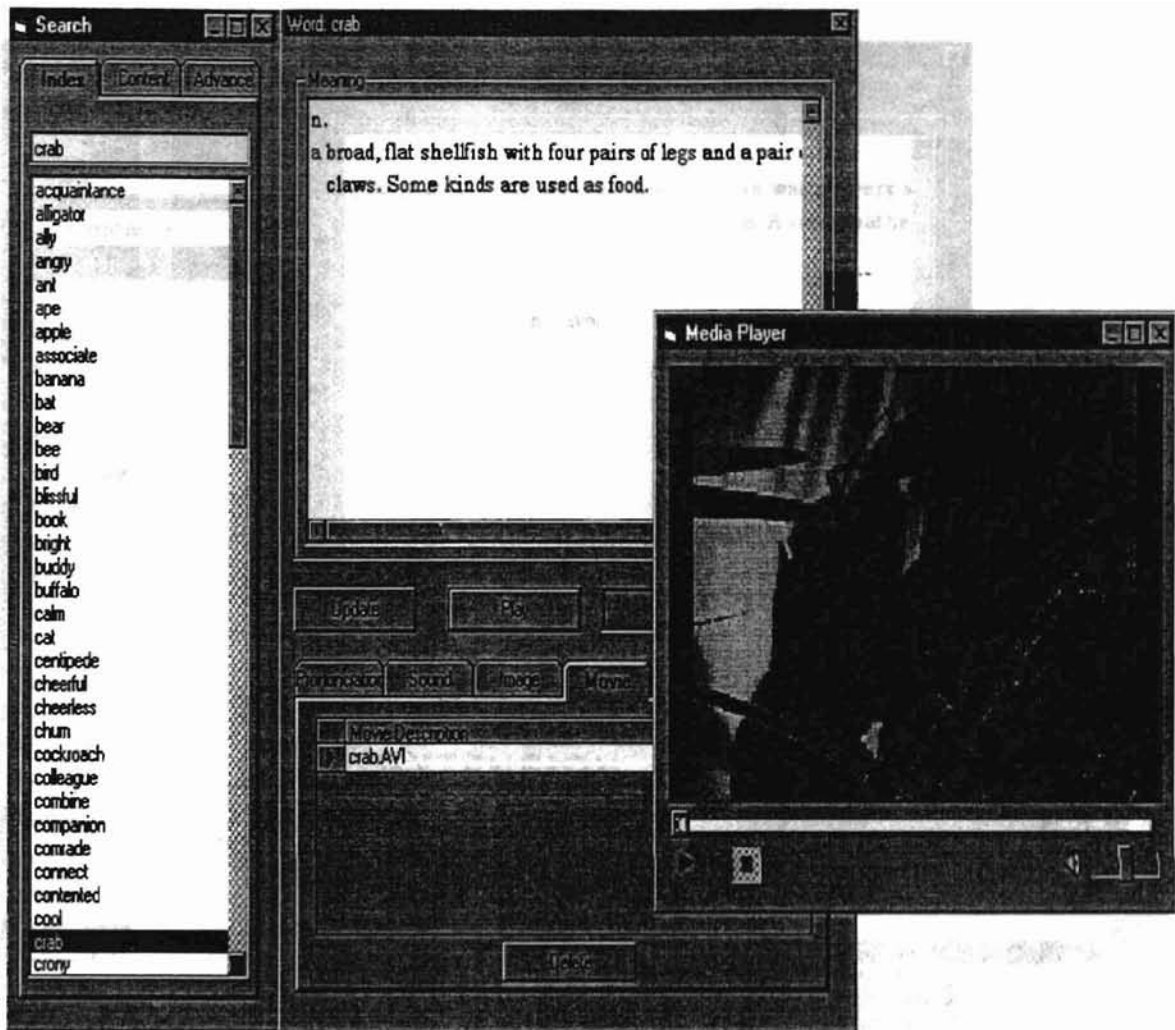 Search
Index Content Advance
crab
acquaintance
alligator
ally
angry
ant
ape
apple
associate
banana
bat
bear
bee
bird
blissful
book
bright
buddy
buffalo
calm
cat
centipede
cheerful
cheerless
chum
cockroach
colleague
combine
companion
comrade
connect
contented
cool
crab
crony
Word: crab
Meaning
n.
a broad, flat shellfish with four pairs of legs and a pair
claws. Some kinds are used as food.
Update Play
Pronunciation Sound Image Movie
Movie Description
crab.AVI
Delete
Media Player